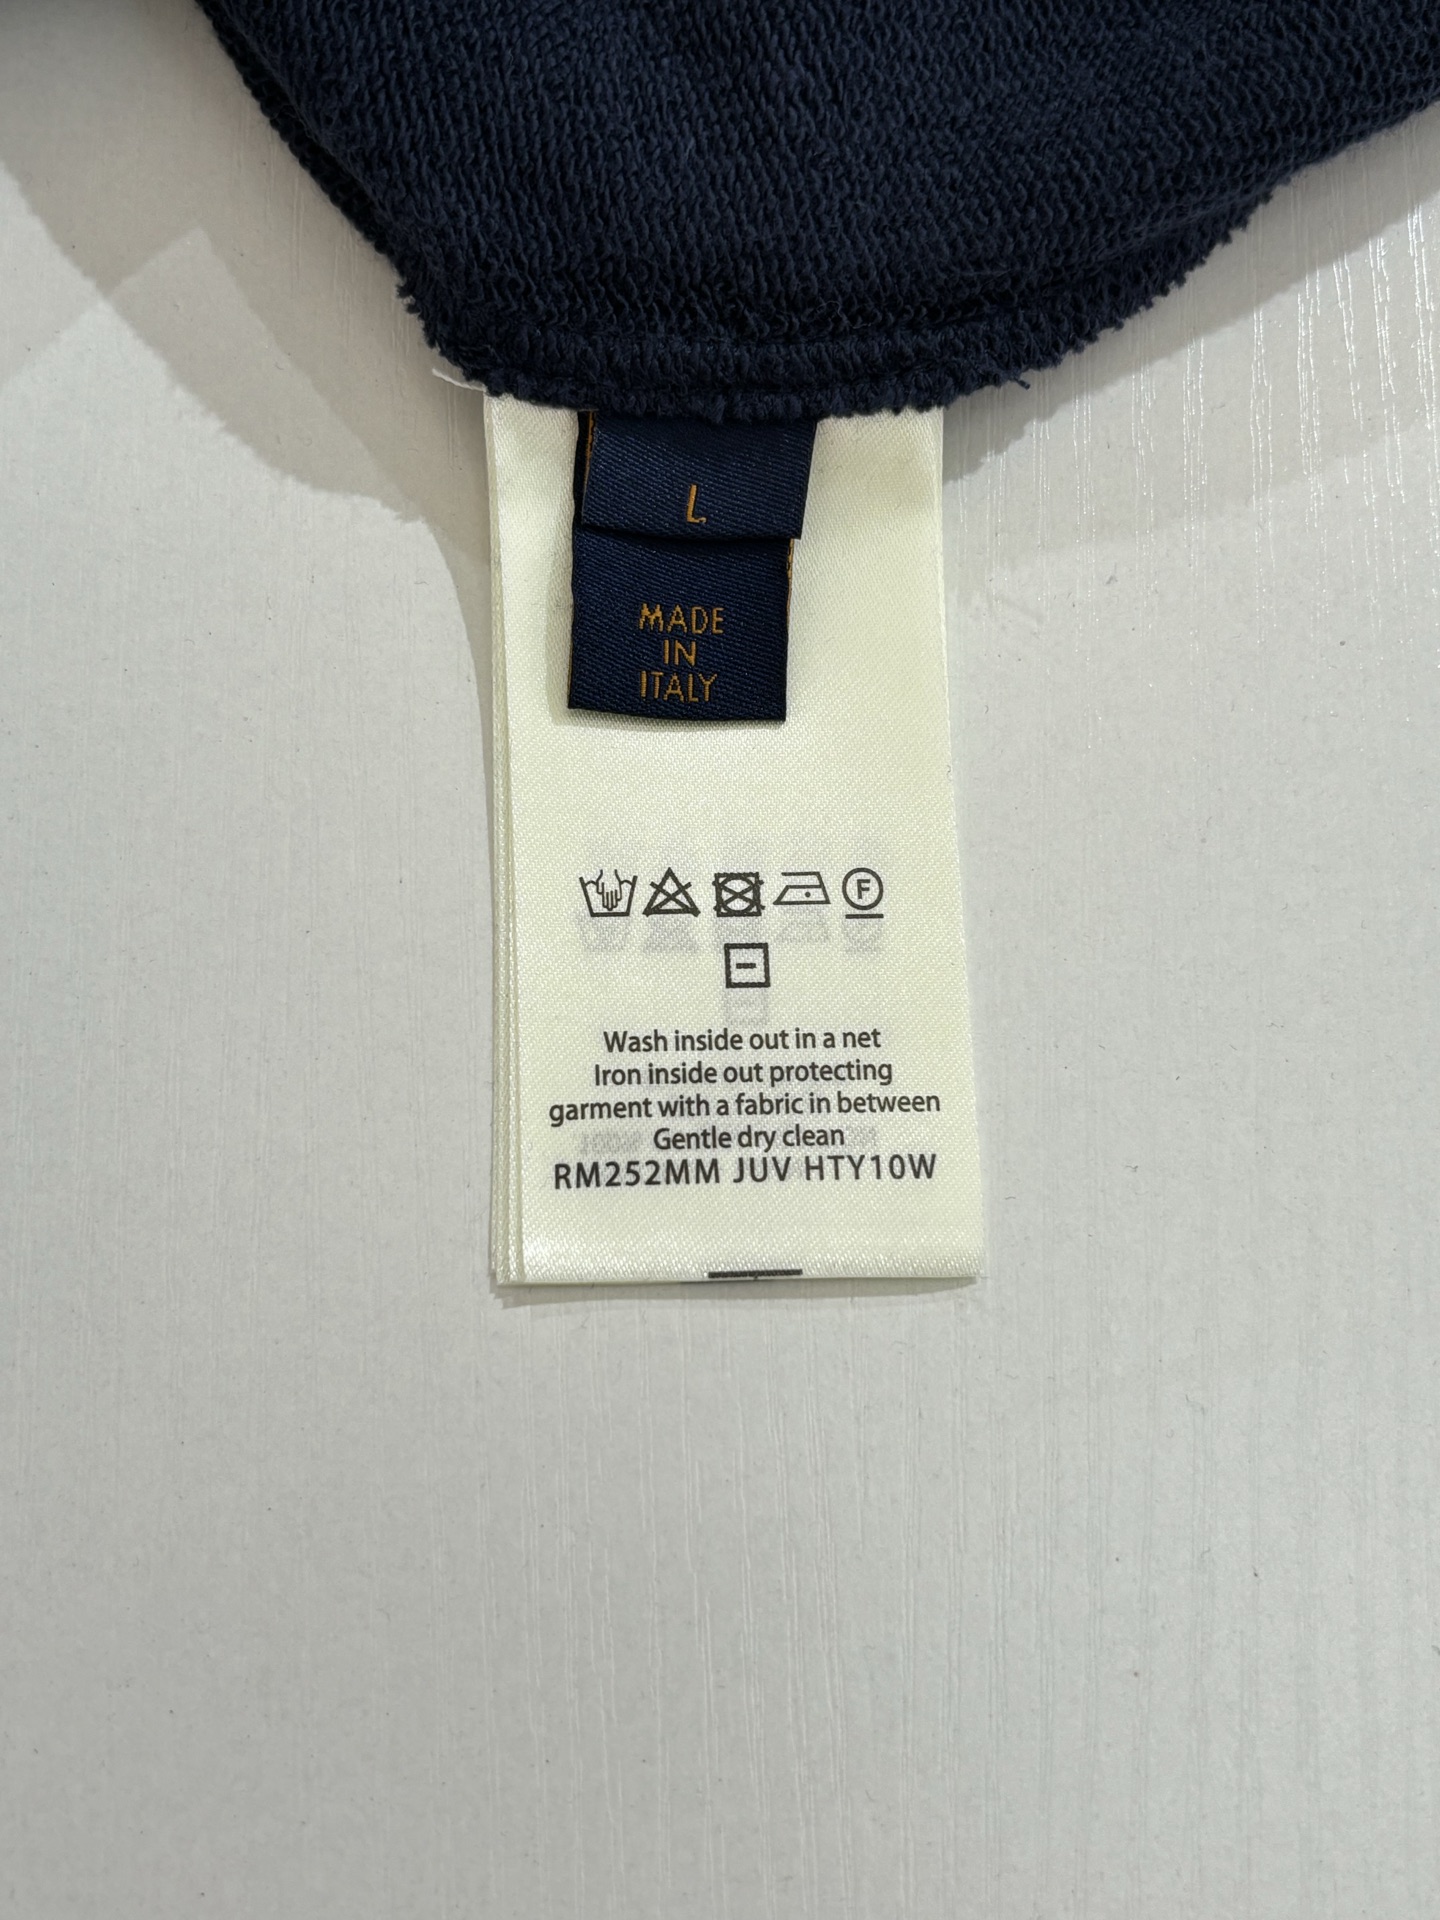 L
MADE
IN
ITALY
F
Wash inside out in a net
Iron inside out protecting
garment with a fabric in between
Gentle dry clean
RM252MM JUV HTY10W